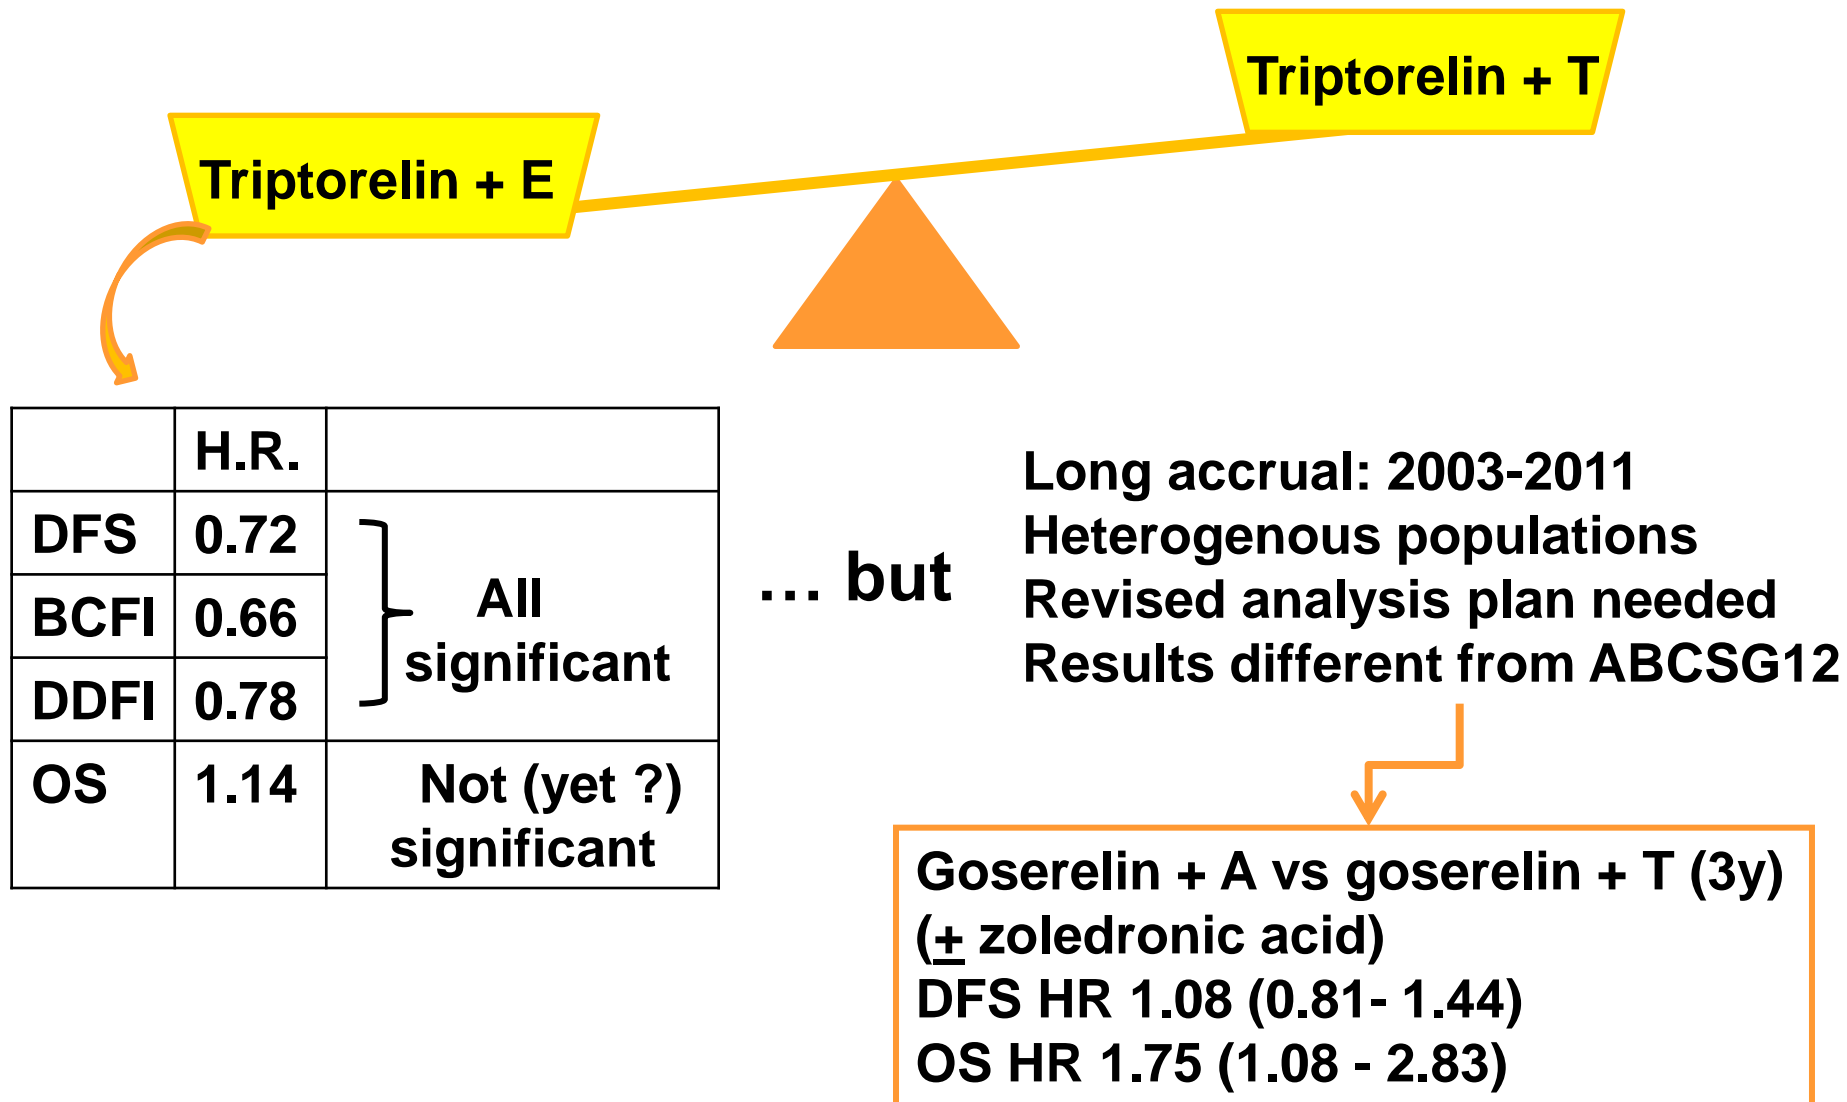 Triptorelin + T
Triptorelin + E
H.R.
DFS 0.72
BCFI 0.66
DDFI 0.78
All
significant
OS 1.14 Not (yet ?)
significant
... but
Long accrual: 2003-2011
Heterogenous populations
Revised analysis plan needed
Results different from ABCSG12
Goserelin + A vs goserelin + T (3y)
(+ zoledronic acid)
DFS HR 1.08 (0.81- 1.44)
OS HR 1.75 (1.08 - 2.83)